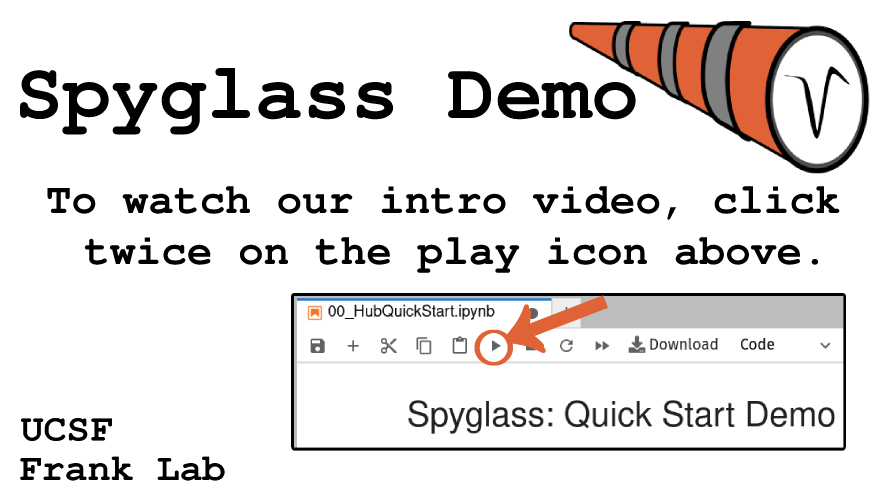 Spyglass Demo
To watch our intro video, click
twice on the play icon above.
00_HubQuickStart.ipynb
Download Code
Spyglass: Quick Start Demo
UCSF
Frank Lab